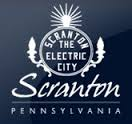 SCRANTON
THE
ELECTRIC
CITY
Scranton
PENNSYLVANIA